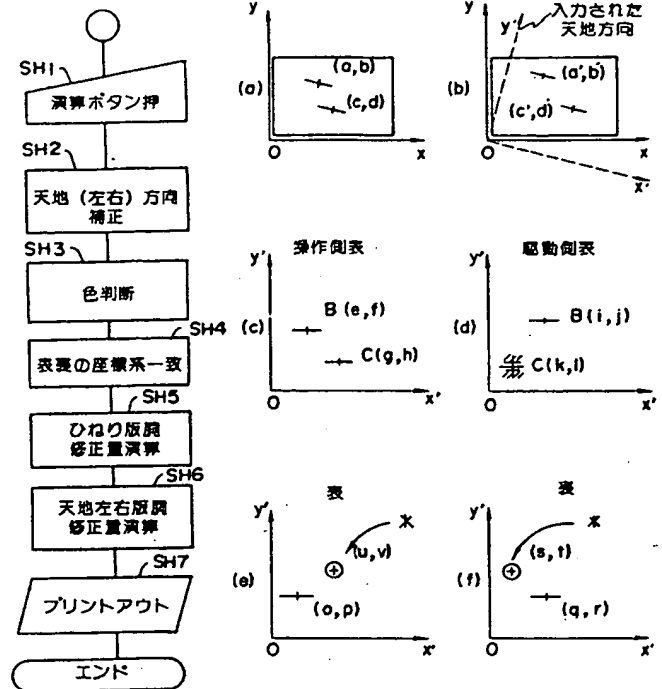 SH1
演算ボタン押
SH2
天地(左右)方向
補正
SH3
色判断
SH4
表裏の座標系一致
SH5
ひねり版胴
修正量演算
SH6
天地左右版胴
修正量演算
SH7
プリントアウト
エンド
(a)
y
(a,b)
(c,d)
O
x
(b)
y
y'
入力された
天地方向
(a',b')
(c',d')
O
x
x'
(c)
操作側表
y'
B(e,f)
C(g,h)
O
x'
(d)
駆動側表
y'
B(i,j)
C(k,l)
O
x'
(e)
表
y'
(u,v)
(o,p)
O
x'
(f)
y'
(s,t)
(q,r)
O
x'